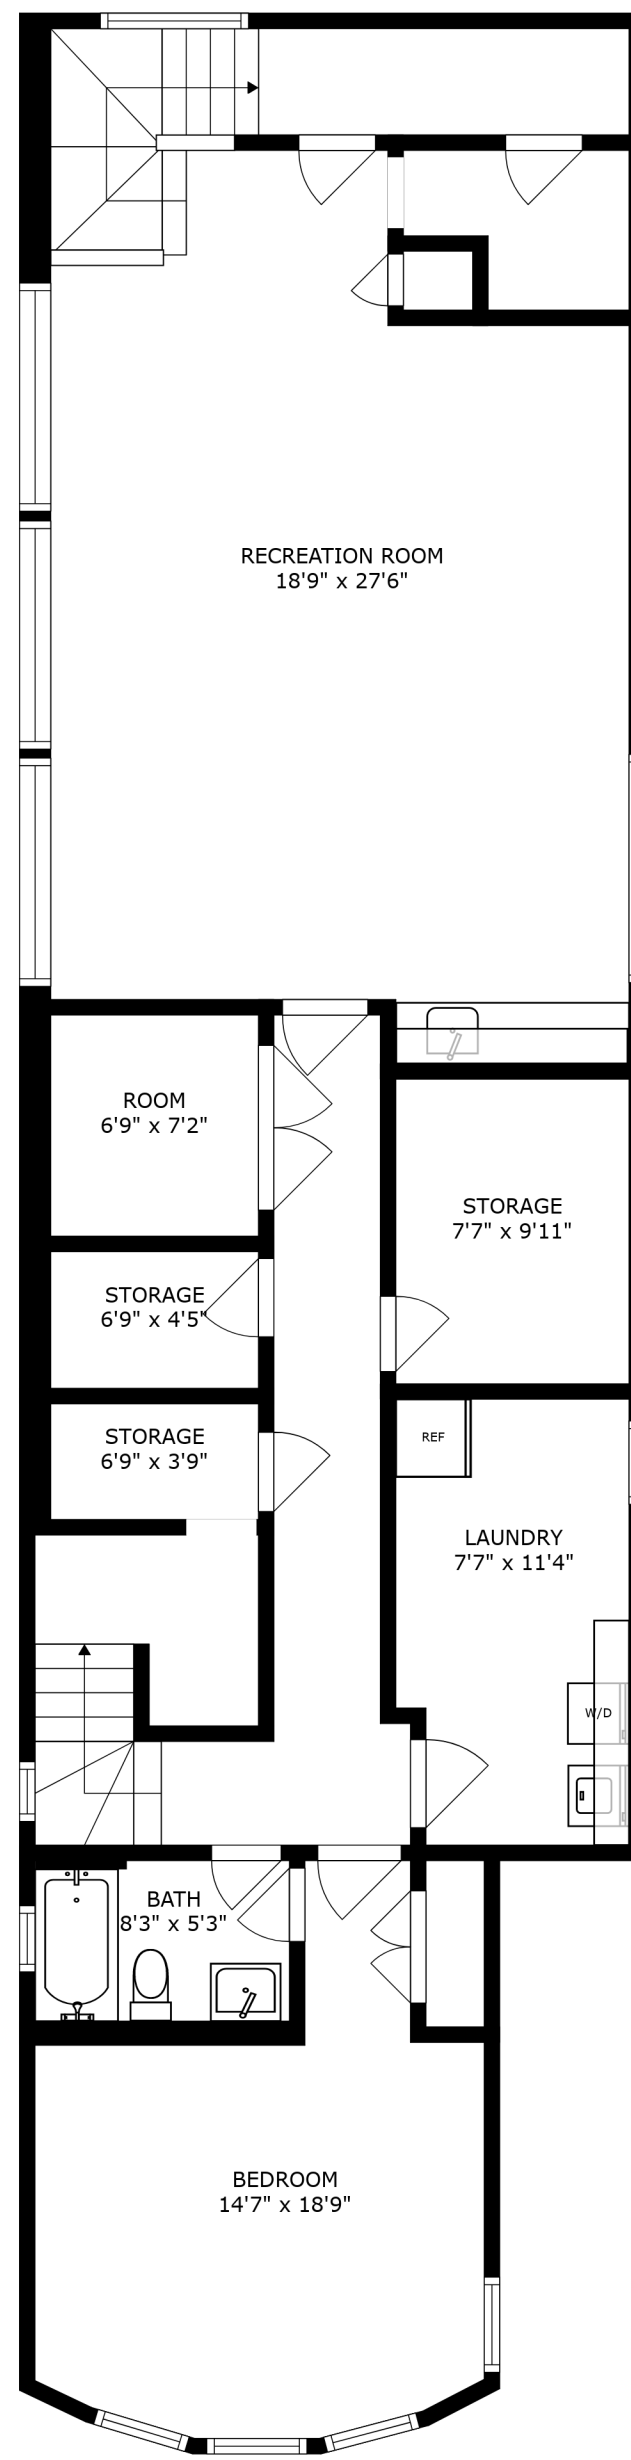 RECREATION ROOM
18'9" x 27'6"
ROOM
6'9" x 7'2"
STORAGE
7'7" x 9'11"
STORAGE
6'9" x 4'5"
STORAGE
6'9" x 3'9"
REF
LAUNDRY
7'7" x 11'4"
W/D
BATH
8'3" x 5'3"
BEDROOM
14'7" x 18'9"